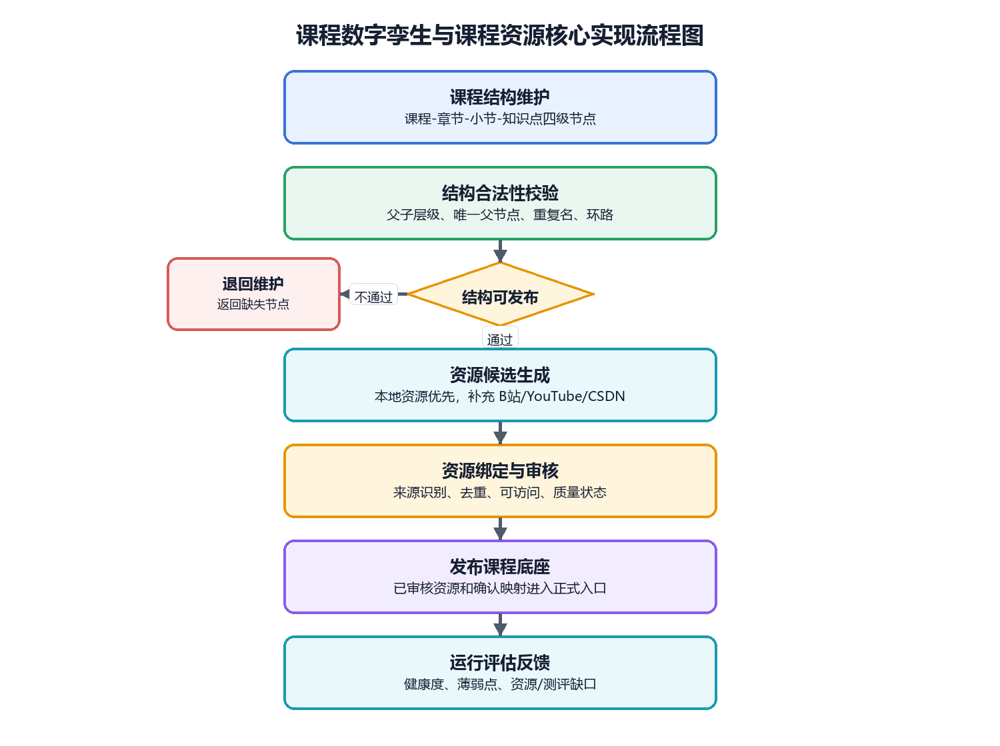 课程数字孪生与课程资源核心实现流程图
课程结构维护
课程-章节-小节-知识点四级节点
结构合法性校验
父子层级、唯一父节点、重复名、环路
退回维护
返回缺失节点
不通过
结构可发布
通过
资源候选生成
本地资源优先，补充 B站/YouTube/CSDN
资源绑定与审核
来源识别、去重、可访问、质量状态
发布课程底座
已审核资源和确认映射进入正式入口
运行评估反馈
健康度、薄弱点、资源/测评缺口